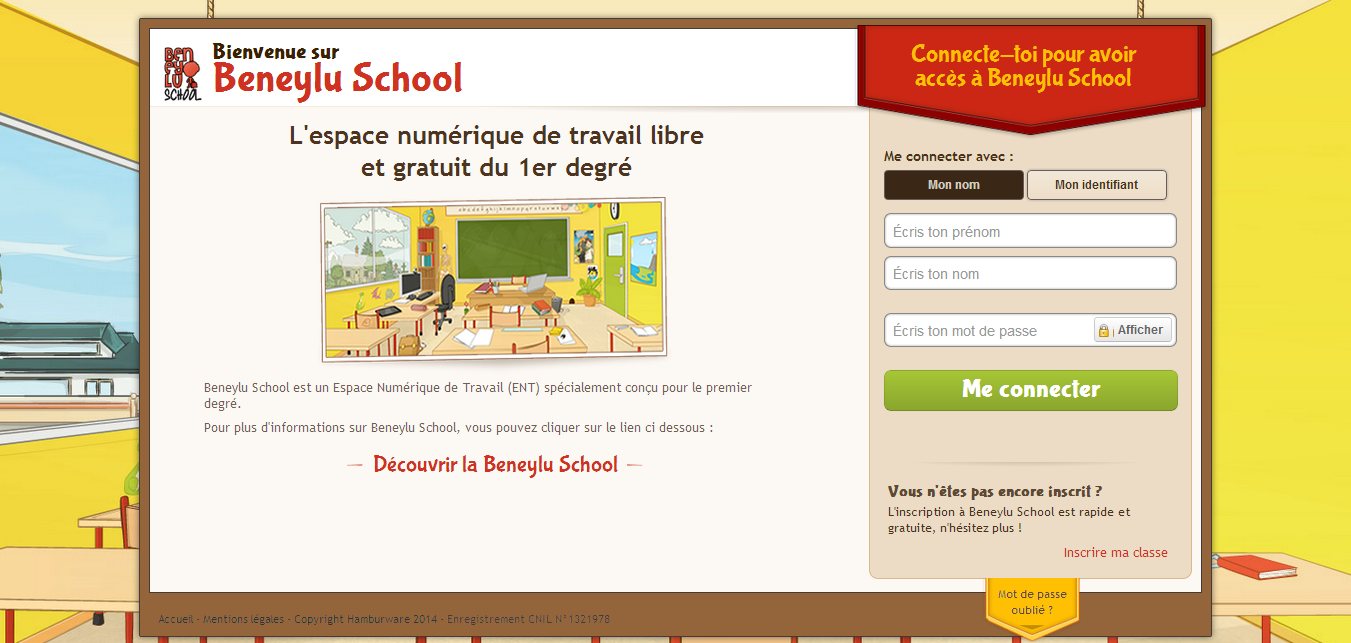 BENEYLU SCHOOL
Bienvenue sur
Beneylu School
Connecte-toi pour avoir
accès à Beneylu School
L'espace numérique de travail libre
et gratuit du 1er degré
Me connecter avec :
Mon nom
Mon identifiant
Écris ton prénom
Écris ton nom
Écris ton mot de passe
Afficher
Me connecter
Beneylu School est un Espace Numérique de Travail (ENT) spécialement conçu pour le premier
degré.
Pour plus d'informations sur Beneylu School, vous pouvez cliquer sur le lien ci dessous :
— Découvrir la Beneylu School —
Vous n'êtes pas encore inscrit ?
L'inscription à Beneylu School est rapide et
gratuite, n'hésitez plus !
Inscrire ma classe
Mot de passe
oublié ?
Accueil - Mentions légales - Copyright Hamburware 2014 - Enregistrement CNIL N°1321978